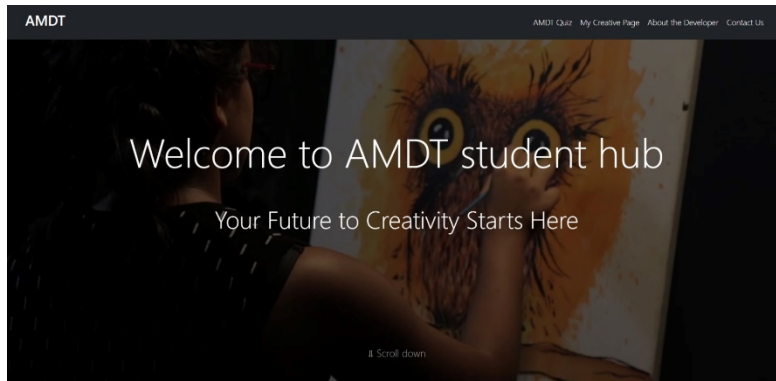 AMDT
AMDT Quiz My Creative Page About the Developer Contact Us
Welcome to AMDT student hub
Your Future to Creativity Starts Here
⇓ Scroll down